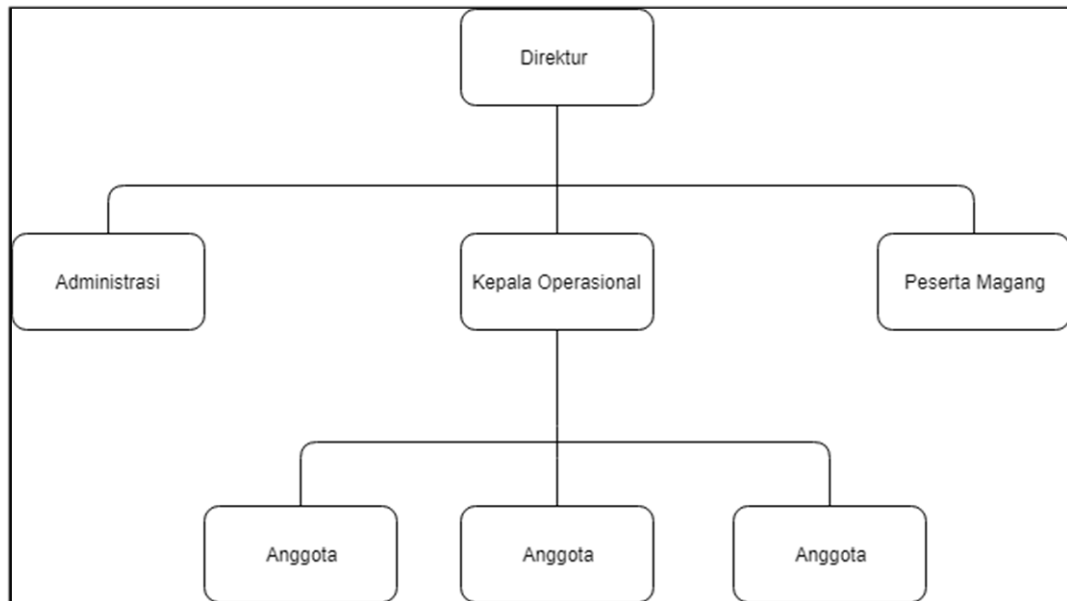 Direktur
Administrasi
Kepala Operasional
Peserta Magang
Anggota
Anggota
Anggota